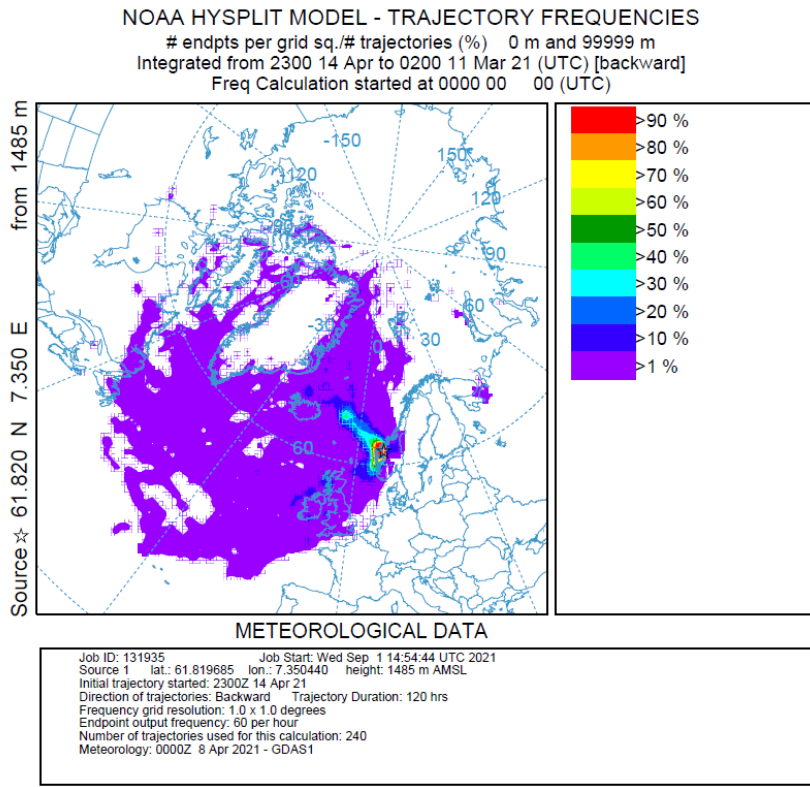 NOAA HYSPLIT MODEL - TRAJECTORY FREQUENCIES
# endpts per grid sq./# trajectories (%) 0 m and 99999 m
Integrated from 2300 14 Apr to 0200 11 Mar 21 (UTC) [backward]
Freq Calculation started at 0000 00 00 (UTC)
Source ☆ 61.820 N 7.350 E from 1485 m
-150
150
120
120
-90
90
-60
60
-30
30
0
60
>90 %
>80 %
>70 %
>60 %
>50 %
>40 %
>30 %
>20 %
>10 %
>1 %
METEOROLOGICAL DATA
Job ID: 131935 Job Start: Wed Sep 1 14:54:44 UTC 2021
Source 1 lat.: 61.819685 lon.: 7.350440 height: 1485 m AMSL
Initial trajectory started: 2300Z 14 Apr 21
Direction of trajectories: Backward Trajectory Duration: 120 hrs
Frequency grid resolution: 1.0 x 1.0 degrees
Endpoint output frequency: 60 per hour
Number of trajectories used for this calculation: 240
Meteorology: 0000Z 8 Apr 2021 - GDAS1